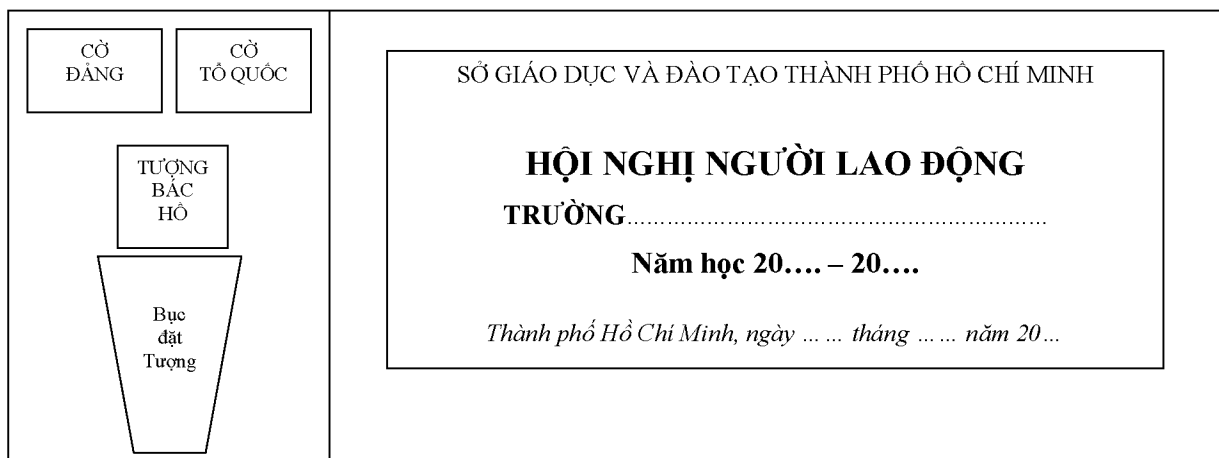 CỜ
ĐẢNG
CỜ
TỔ QUỐC
TƯỢNG
BÁC
HỒ
Bục
đặt
Tượng
SỞ GIÁO DỤC VÀ ĐÀO TẠO THÀNH PHỐ HỒ CHÍ MINH
HỘI NGHỊ NGƯỜI LAO ĐỘNG
TRƯỜNG………………………………………………………
Năm học 20…. – 20….
Thành phố Hồ Chí Minh, ngày … … tháng … … năm 20…